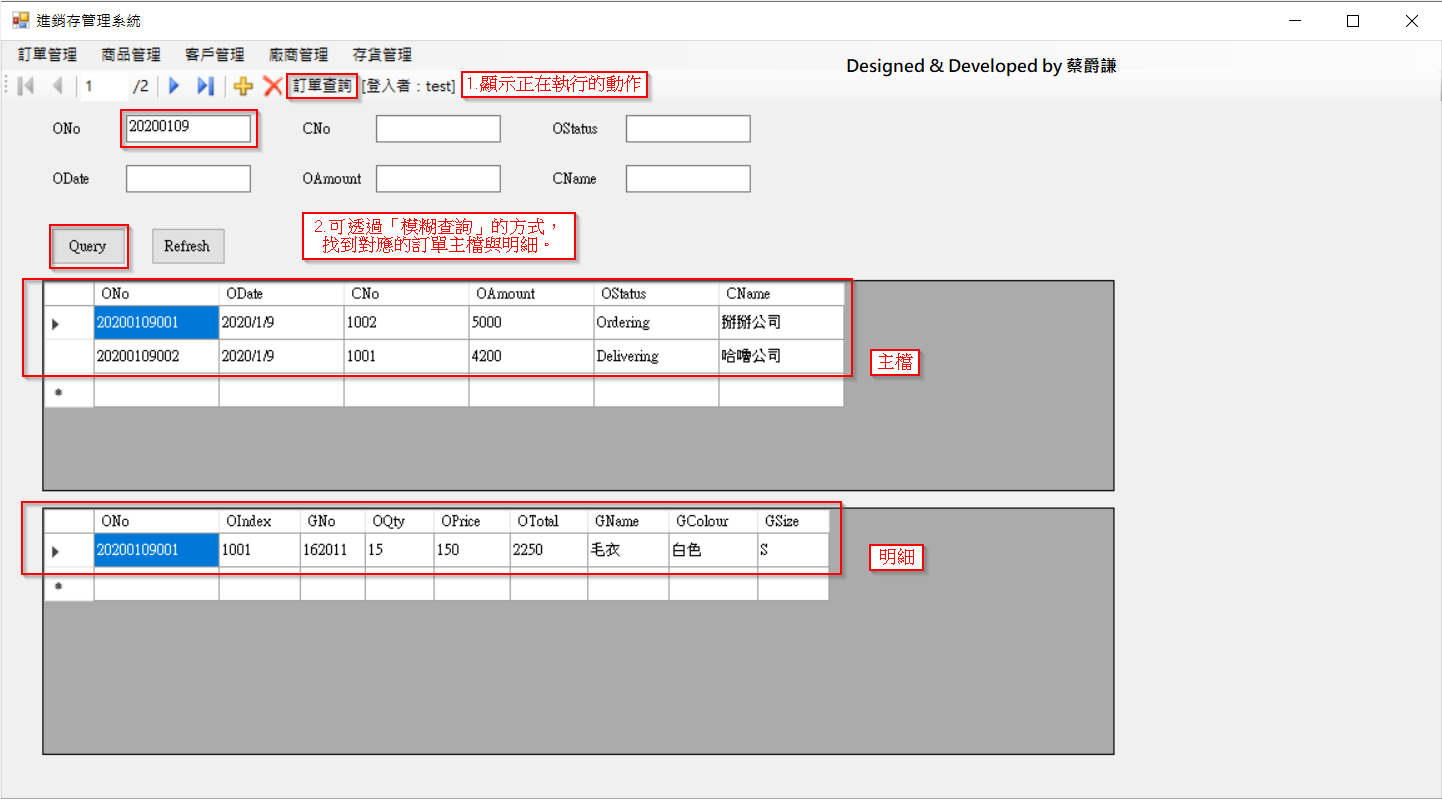 進銷存管理系統
訂單管理 商品管理 客戶管理 廠商管理 存貨管理
Designed & Developed by 蔡爵謙
1 /2 訂單查詢 [登入者：test] 1.顯示正在執行的動作
ONo 20200109 CNo OStatus
ODate OAmount CName
Query Refresh
2.可透過「模糊查詢」的方式，
找到對應的訂單主檔與明細。
ONo ODate CNo OAmount OStatus CName
20200109001 2020/1/9 1002 5000 Ordering 掰掰公司
20200109002 2020/1/9 1001 4200 Delivering 哈嚕公司
主檔
ONo OIndex GNo OQty OPrice OTotal GName GColour GSize
20200109001 1001 162011 15 150 2250 毛衣 白色 S
明細